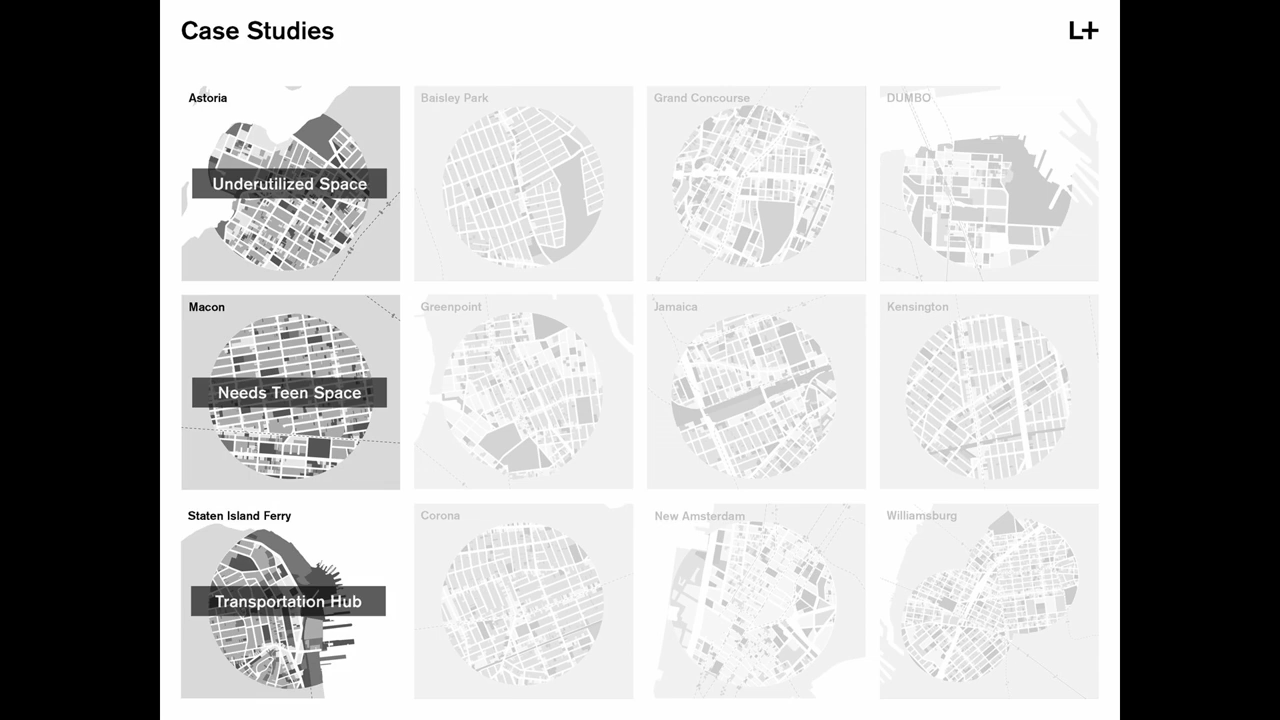 Case Studies
L+
Astoria
Underutilized Space
Baisley Park
Grand Concourse
DUMBO
Macon
Needs Teen Space
Greenpoint
Jamaica
Kensington
Staten Island Ferry
Transportation Hub
Corona
New Amsterdam
Williamsburg